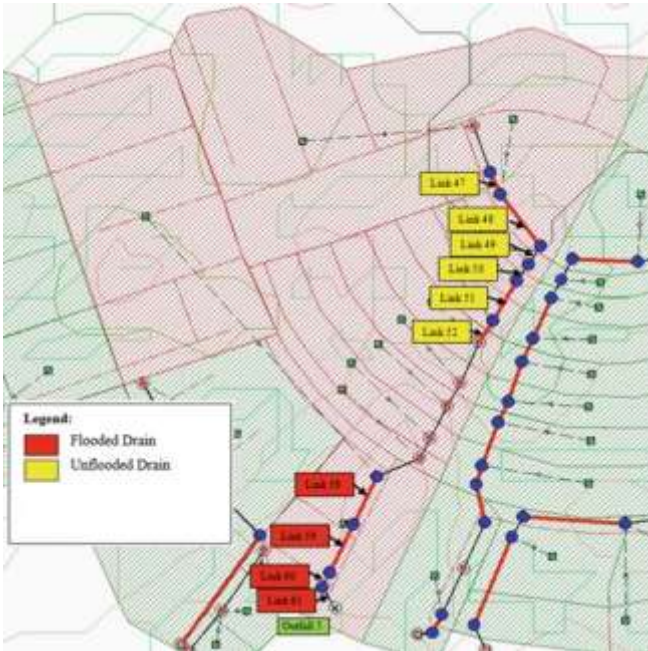 Link 47
Link 48
Link 49
Link 50
Link 51
Link 52
Legend:
Flooded Drain
Unflooded Drain
Link 58
Link 59
Link 60
Link 61
Outfall 7